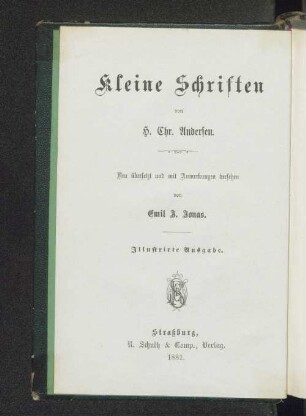 Kleine Schriften
von
H. Chr. Andersen.
Neu übersetzt und mit Anmerkungen versehen
von
Emil J. Jonas.
Illustrirte Ausgabe.
Straßburg,
R. Schultz & Comp., Verlag.
1881.